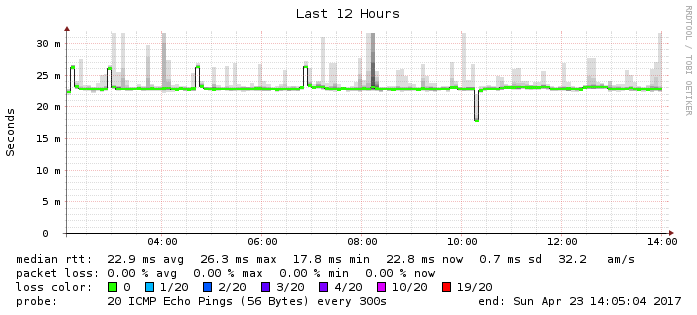 Last 12 Hours
RRDTOOL / TOBI OETIKER
Seconds
30 m
25 m
20 m
15 m
10 m
5 m
0
04:00 06:00 08:00 10:00 12:00 14:00
median rtt: 22.9 ms avg 26.3 ms max 17.8 ms min 22.8 ms now 0.7 ms sd 32.2 am/s
packet loss: 0.00 % avg 0.00 % max 0.00 % min 0.00 % now
loss color: 0 1/20 2/20 3/20 4/20 10/20 19/20
probe: 20 ICMP Echo Pings (56 Bytes) every 300s end: Sun Apr 23 14:05:04 2017